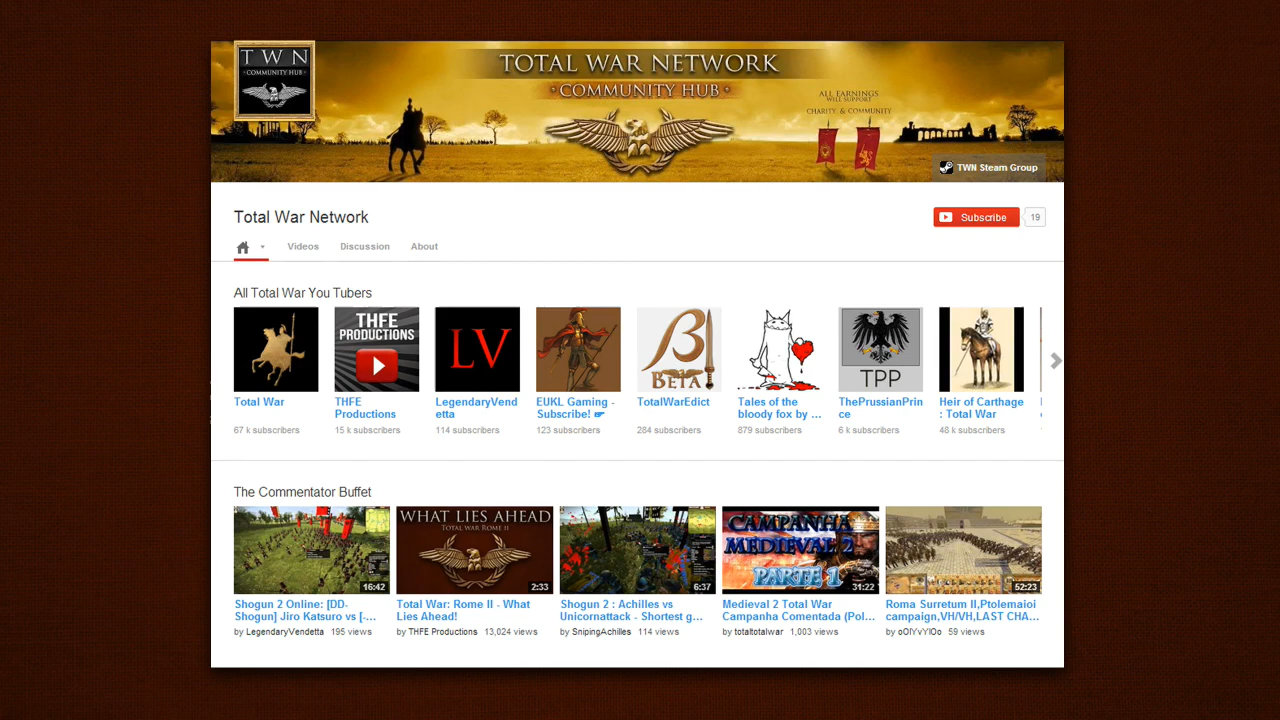 TWN
COMMUNITY HUB
TOTAL WAR NETWORK
• COMMUNITY HUB •
ALL EARNINGS
WILL SUPPORT
CHARITY & COMMUNITY
TWN Steam Group
Total War Network
Subscribe 19
Videos Discussion About
All Total War You Tubers
THFE
PRODUCTIONS
LV
BETA
TPP
Total War
67 k subscribers
THFE
Productions
15 k subscribers
LegendaryVend
etta
114 subscribers
EUKL Gaming -
Subscribe! ☛
123 subscribers
TotalWarEdict
284 subscribers
Tales of the
bloody fox by ...
879 subscribers
ThePrussianPrin
ce
6 k subscribers
Heir of Carthage
: Total War
48 k subscribers
The Commentator Buffet
16:42
Shogun 2 Online: [DD-
Shogun] Jiro Katsuro vs [-...
by LegendaryVendetta 195 views
WHAT LIES AHEAD
TOTAL WAR ROME II
2:33
Total War: Rome II - What
Lies Ahead!
by THFE Productions 13,024 views
6:37
Shogun 2 : Achilles vs
Unicornattack - Shortest g...
by SnipingAchilles 114 views
CAMPANHA
MEDIEVAL 2
PARTE 1
31:22
Medieval 2 Total War
Campanha Comentada (Pol...
by totaltotalwar 1,003 views
52:23
Roma Surretum II,Ptolemaioi
campaign,VH/VH,LAST CHA...
by oOIYvYIOo 59 views